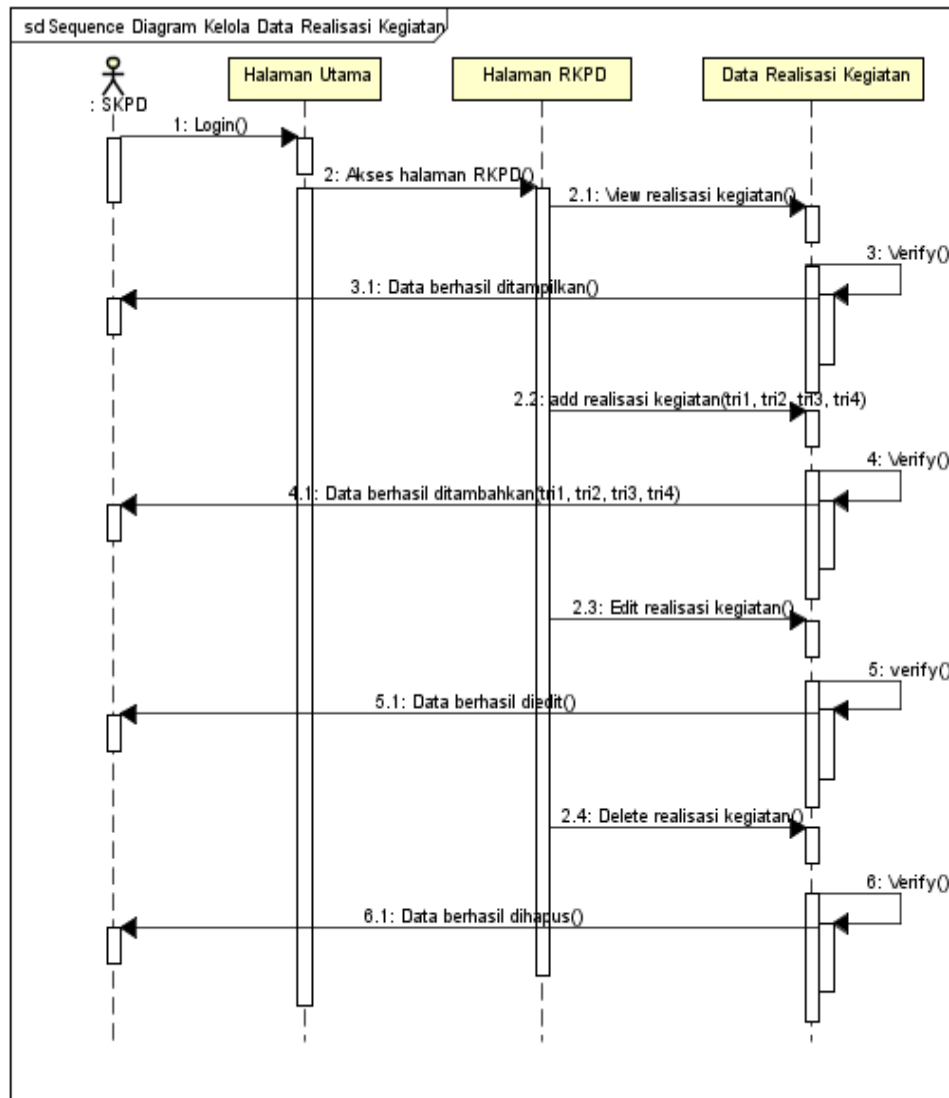 sd Sequence Diagram Kelola Data Realisasi Kegiatan
: SKPD
Halaman Utama
Halaman RKPD
Data Realisasi Kegiatan
1: Login()
2: Akses halaman RKPD()
2.1: View realisasi kegiatan()
3: Verify()
3.1: Data berhasil ditampilkan()
2.2: add realisasi kegiatan(tri1, tri2, tri3, tri4)
4: Verify()
4.1: Data berhasil ditambahkan(tri1, tri2, tri3, tri4)
2.3: Edit realisasi kegiatan()
5: verify()
5.1: Data berhasil diedit()
2.4: Delete realisasi kegiatan()
6: Verify()
6.1: Data berhasil dihapus()